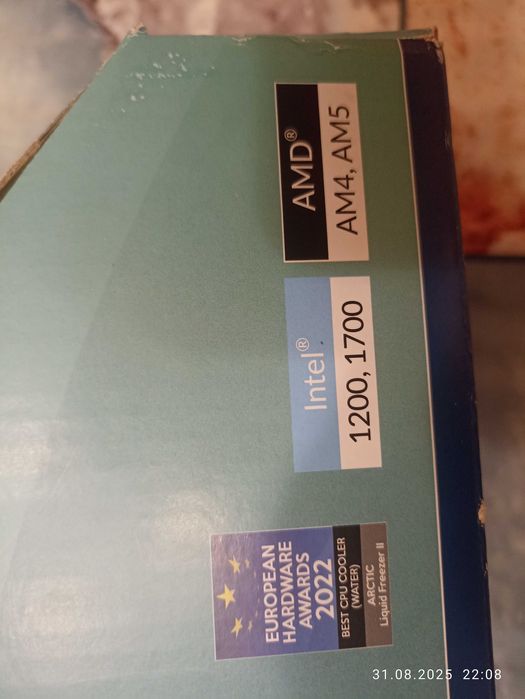 AMD®
AM4, AM5
Intel®
1200, 1700
EUROPEAN
HARDWARE
AWARDS
2022
BEST CPU COOLER
(WATER)
ARCTIC
Liquid Freezer II
31.08.2025 22:08